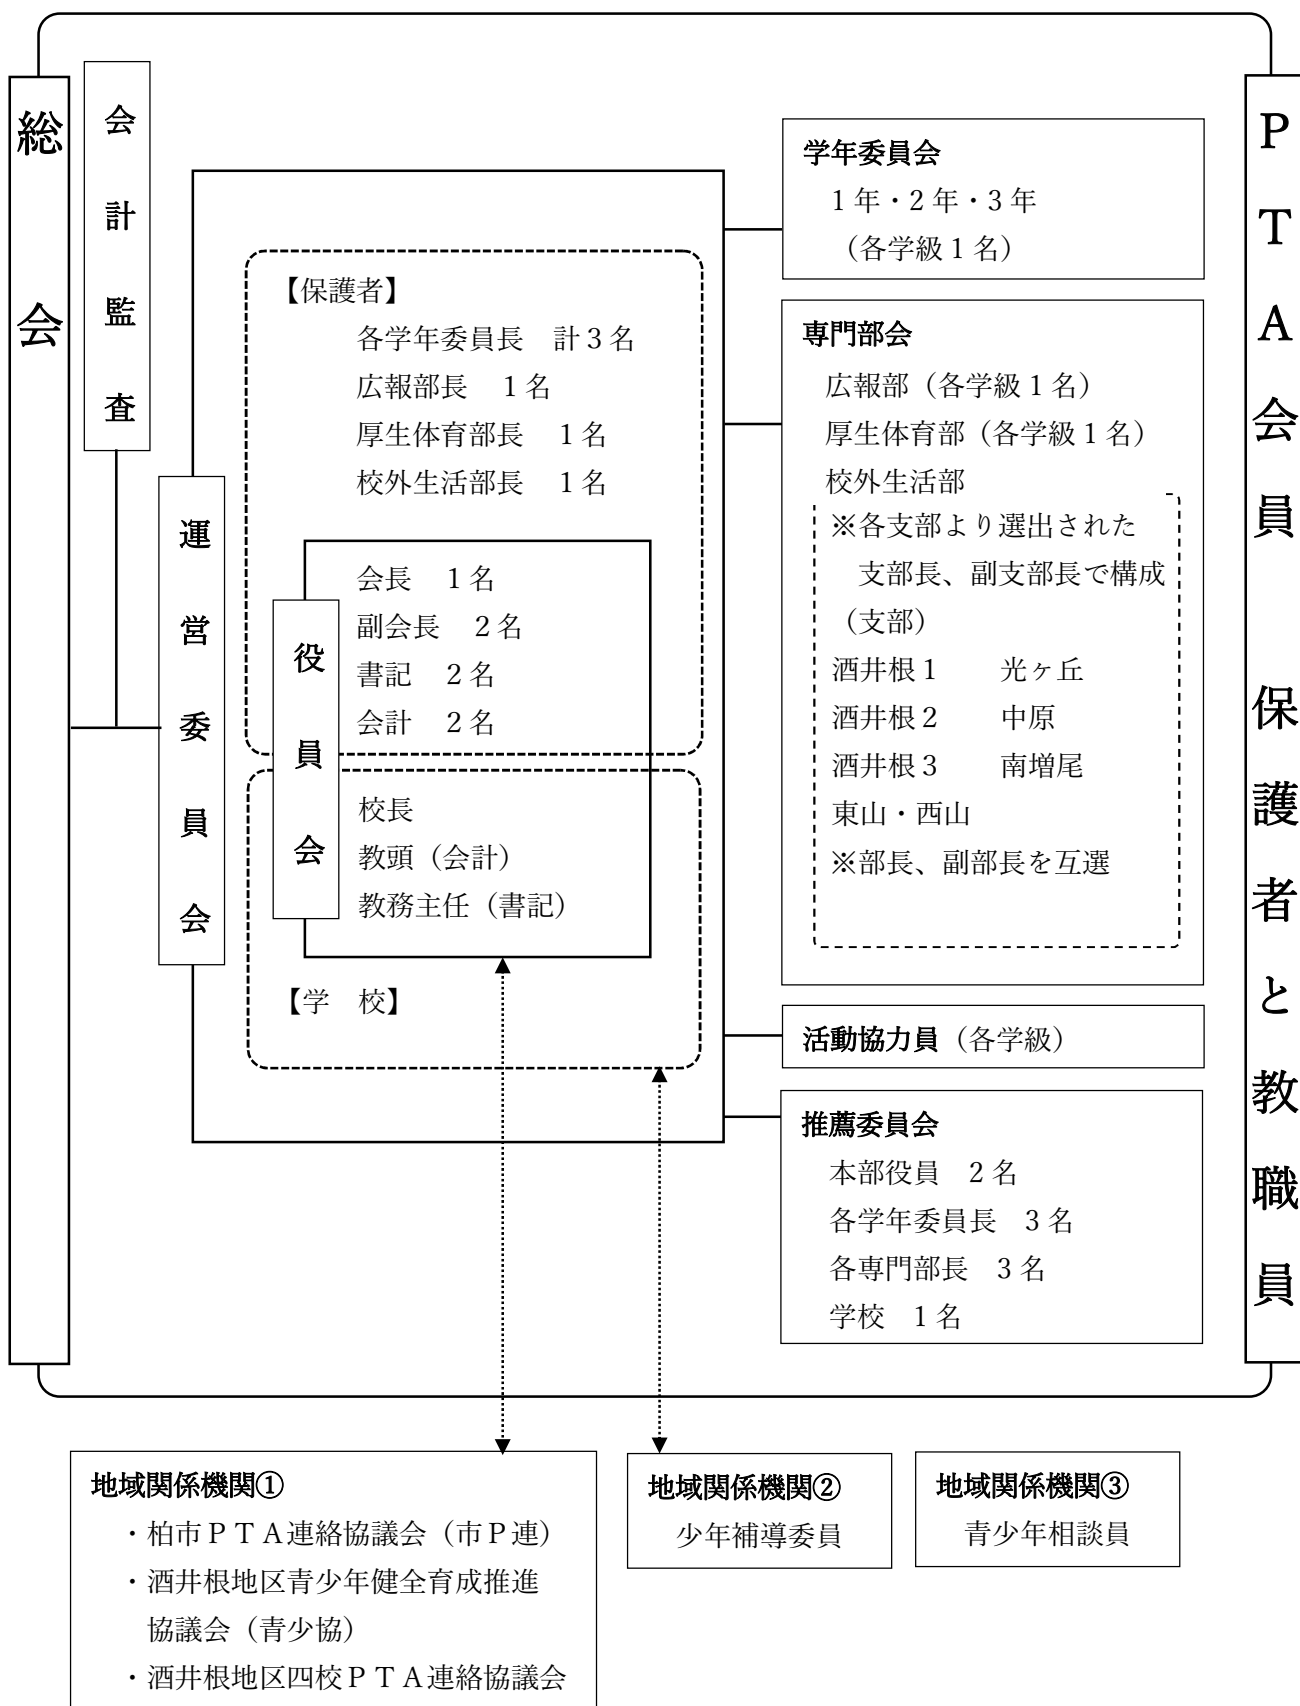 総会
会計監査
運営委員会
【保護者】
各学年委員長　計３名
広報部長　１名
厚生体育部長　１名
校外生活部長　１名
役員会
会長　１名
副会長　２名
書記　２名
会計　２名
校長
教頭（会計）
教務主任（書記）
【学　校】
学年委員会
１年・２年・３年
（各学級１名）
専門部会
広報部（各学級１名）
厚生体育部（各学級１名）
校外生活部
※各支部より選出された
支部長、副支部長で構成
（支部）
酒井根１　　光ヶ丘
酒井根２　　中原
酒井根３　　南増尾
東山・西山
※部長、副部長を互選
活動協力員（各学級）
推薦委員会
本部役員　２名
各学年委員長　３名
各専門部長　３名
学校　１名
ＰＴＡ会員　保護者と教職員
地域関係機関①
・柏市ＰＴＡ連絡協議会（市Ｐ連）
・酒井根地区青少年健全育成推進
協議会（青少協）
・酒井根地区四校ＰＴＡ連絡協議会
地域関係機関②
少年補導委員
地域関係機関③
青少年相談員